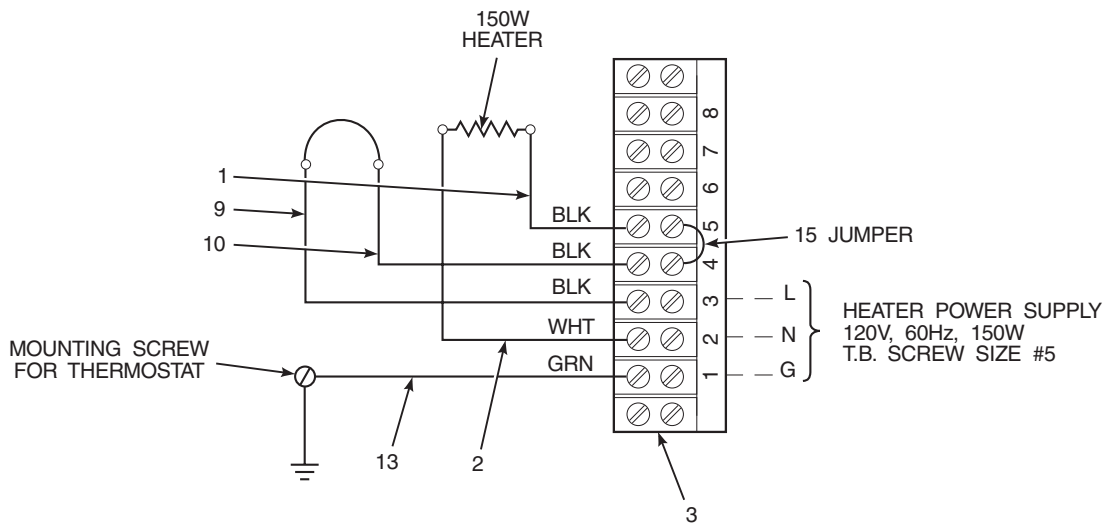 150W
HEATER
8
7
6
5
4
3
2
1
1
9
10
BLK
BLK
BLK
WHT
GRN
15 JUMPER
L
N
G
HEATER POWER SUPPLY
120V, 60Hz, 150W
T.B. SCREW SIZE #5
MOUNTING SCREW
FOR THERMOSTAT
13
2
3